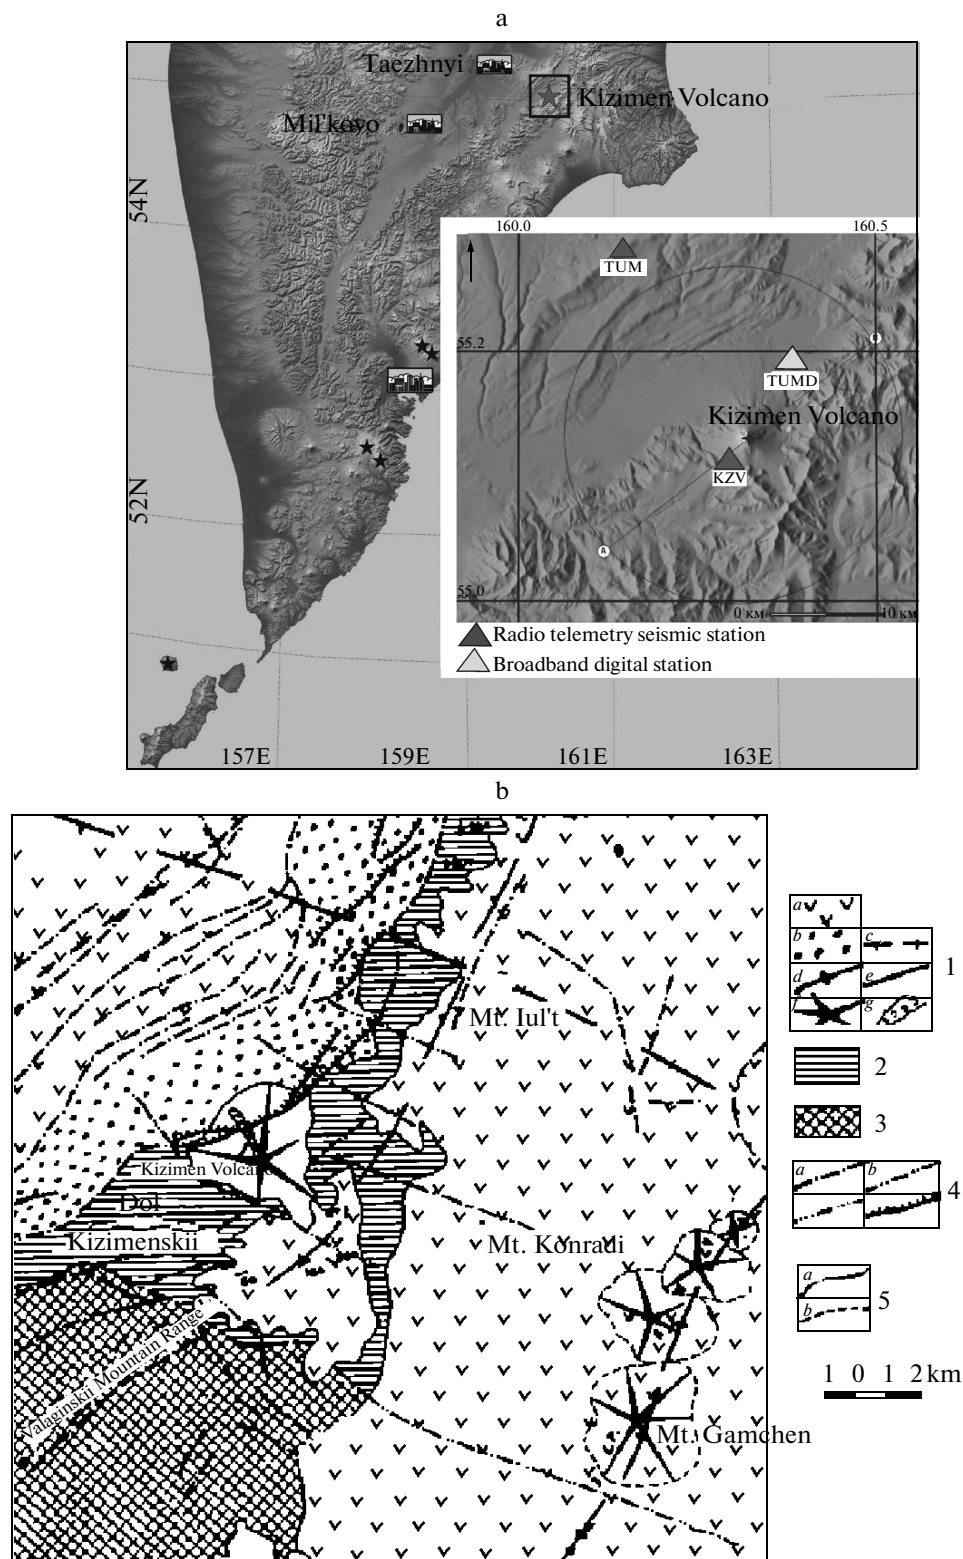 a
Taezhnyi
Kizimen Volcano
Mil'kovo
54N
160.0
160.5
TUM
55.2
TUMD
Kizimen Volcano
KZV
52N
A
55.0
0 KM
10 KM
Radio telemetry seismic station
Broadband digital station
157E
159E
161E
163E
b
a
b
c
1
d
e
f
g
Mt. Iul't
2
3
Kizimen Volcano
a
b
4
Dol
Kizimenskii
Mt. Konradi
a
5
b
Valaginskii Mountain Range
1 0 1 2 km
Mt. Gamchen